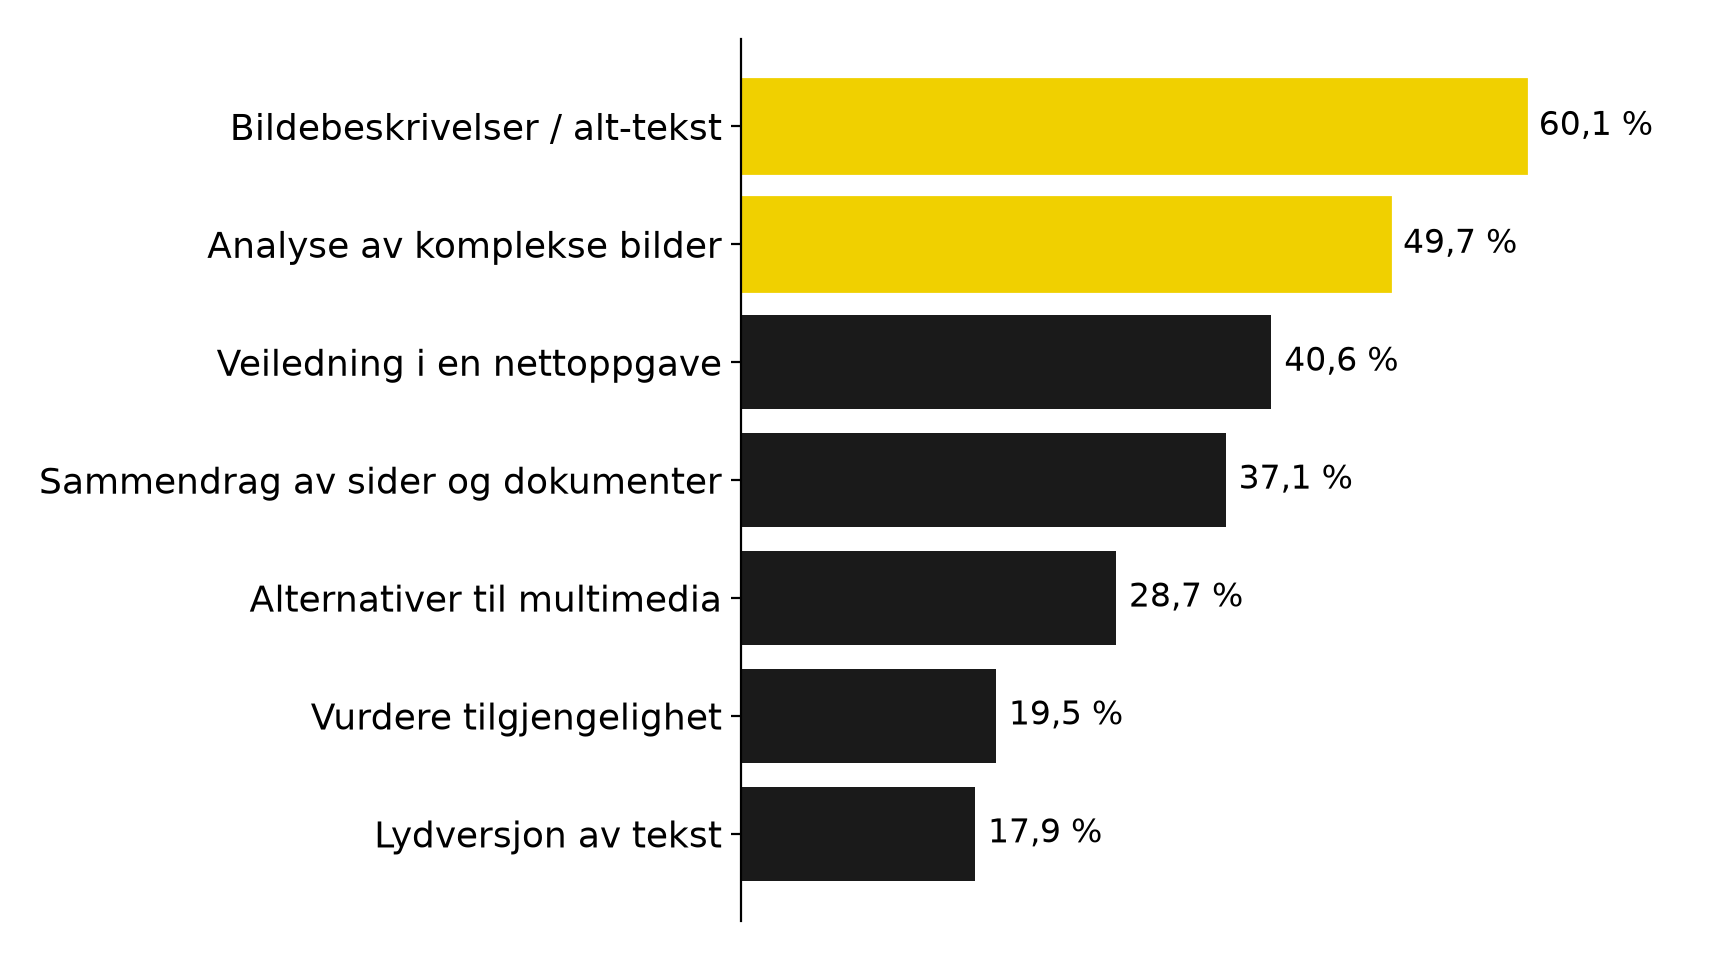 Bildebeskrivelser / alt-tekst 60,1 %
Analyse av komplekse bilder 49,7 %
Veiledning i en nettoppgave 40,6 %
Sammendrag av sider og dokumenter 37,1 %
Alternativer til multimedia 28,7 %
Vurdere tilgjengelighet 19,5 %
Lydversjon av tekst 17,9 %